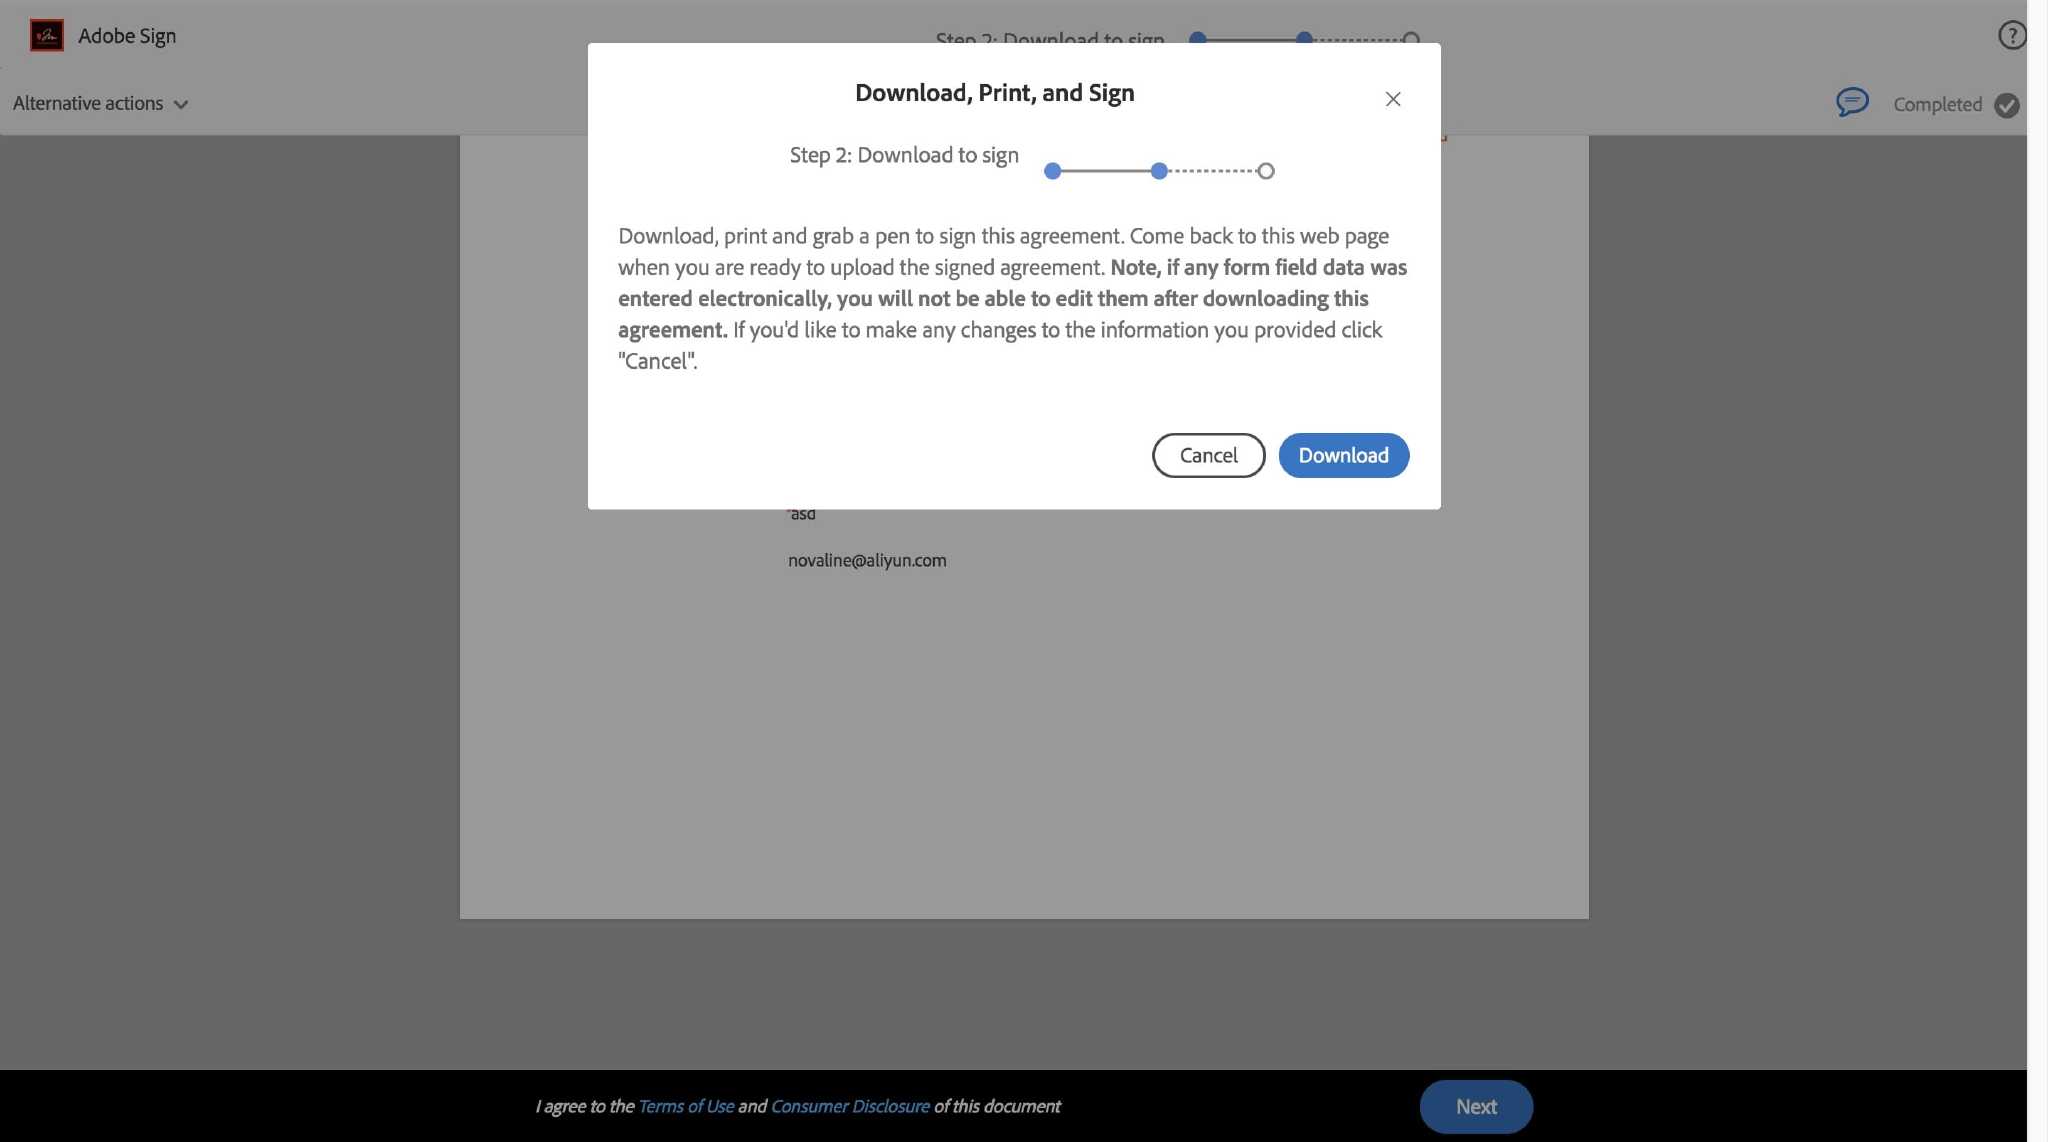 Adobe Sign
Step 2: Download to sign
?
Alternative actions
Completed
Download, Print, and Sign
Step 2: Download to sign
Download, print and grab a pen to sign this agreement. Come back to this web page
when you are ready to upload the signed agreement. Note, if any form field data was
entered electronically, you will not be able to edit them after downloading this
agreement. If you'd like to make any changes to the information you provided click
"Cancel".
Cancel
Download
asd
novaline@aliyun.com
I agree to the Terms of Use and Consumer Disclosure of this document
Next